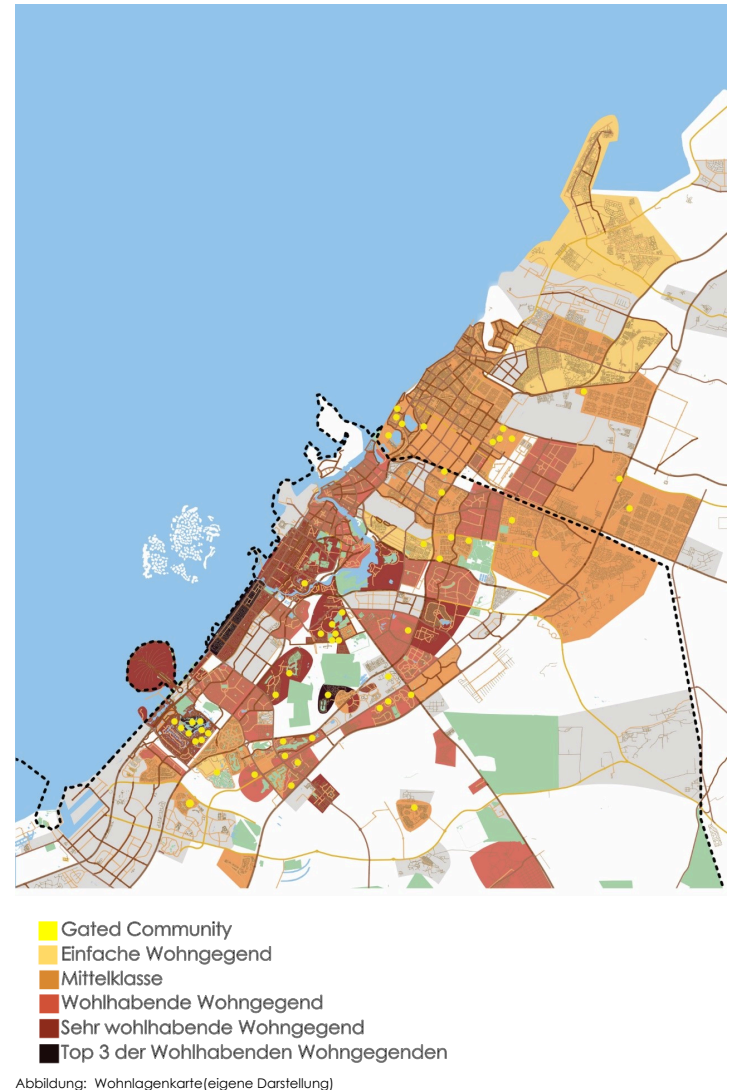 Gated Community
Einfache Wohngegend
Mittelklasse
Wohlhabende Wohngegend
Sehr wohlhabende Wohngegend
Top 3 der Wohlhabenden Wohngegenden
Abbildung: Wohnlagenkarte(eigene Darstellung)